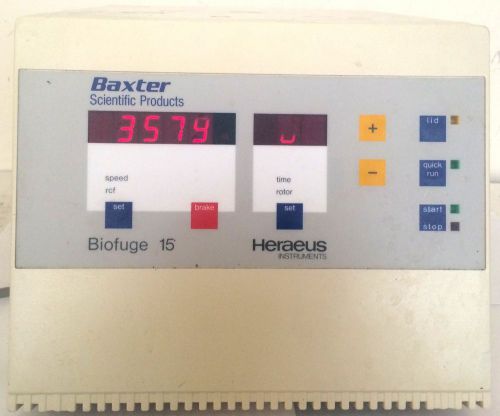 Baxter
Scientific Products
3579
speed
rcf
time
rotor
set
brake
set
+
-
lid
quick
run
start
stop
Biofuge 15
Heraeus
INSTRUMENTS